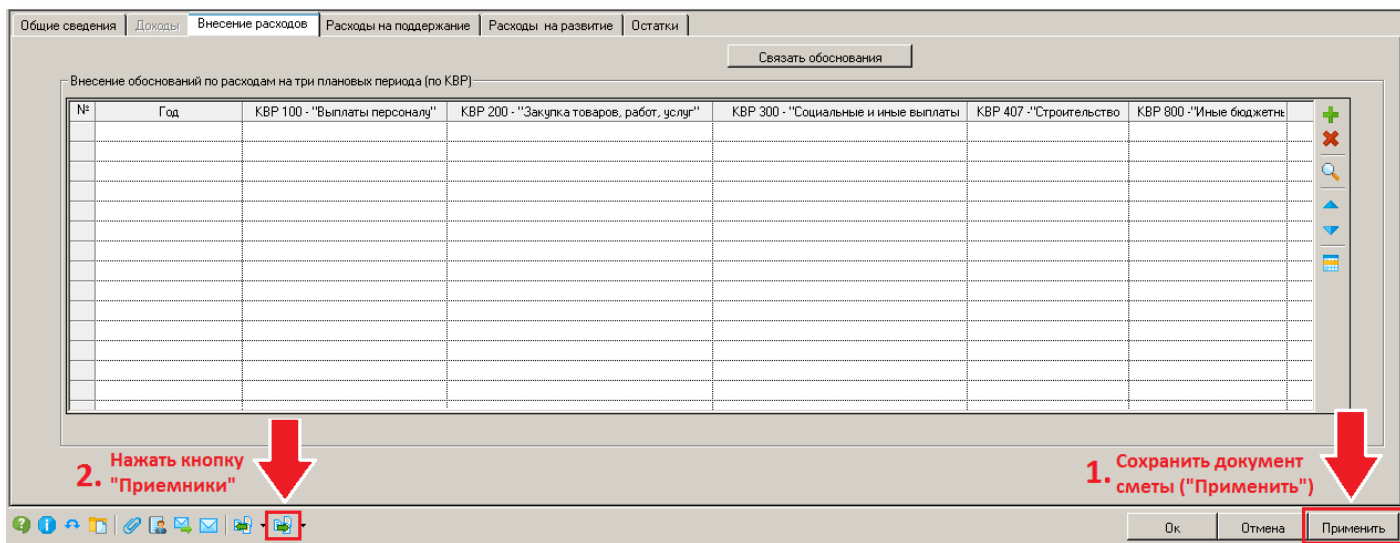 Общие сведения Доходы Внесение расходов Расходы на поддержание Расходы на развитие Остатки
Связать обоснования
Внесение обоснований по расходам на три плановых периода (по КВР)
№ Год КВР 100 - "Выплаты персоналу" КВР 200 - "Закупка товаров, работ, услуг" КВР 300 - "Социальные и иные выплаты КВР 407 -"Строительство КВР 800 -"Иные бюджетнь
2. Нажать кнопку
"Приемники"
1. Сохранить документ
сметы ("Применить")
Ок Отмена Применить